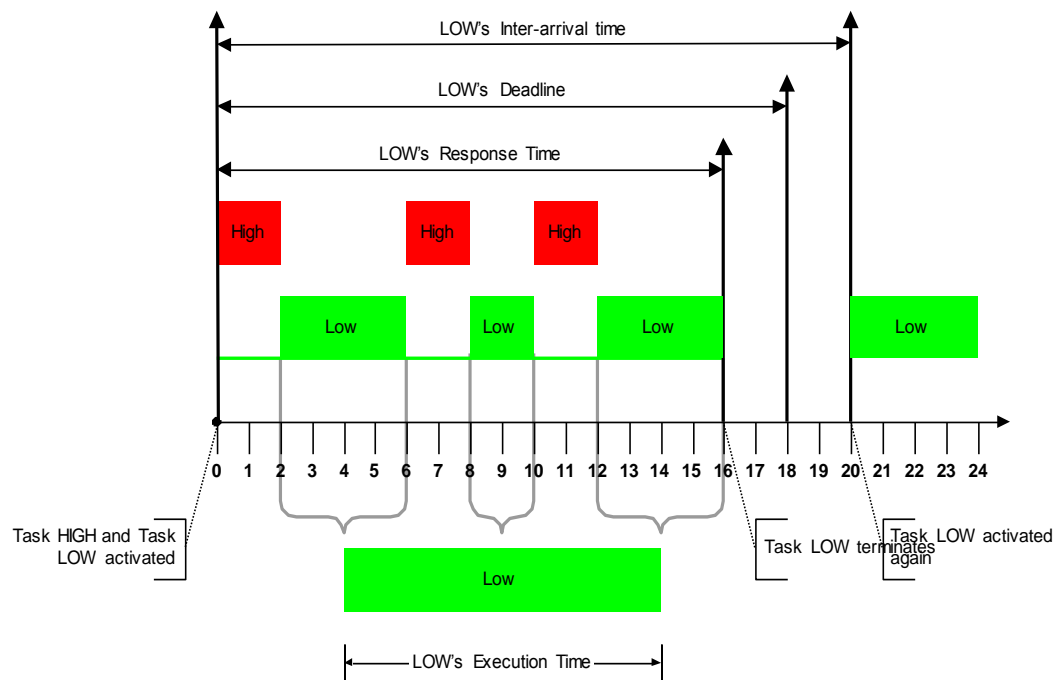 LOW's Inter-arrival time
LOW's Deadline
LOW's Response Time
High High High
Low Low Low Low
0 1 2 3 4 5 6 7 8 9 10 11 12 13 14 15 16 17 18 19 20 21 22 23 24
Task HIGH and Task
LOW activated
Task LOW terminates
Task LOW activated
again
Low
LOW's Execution Time